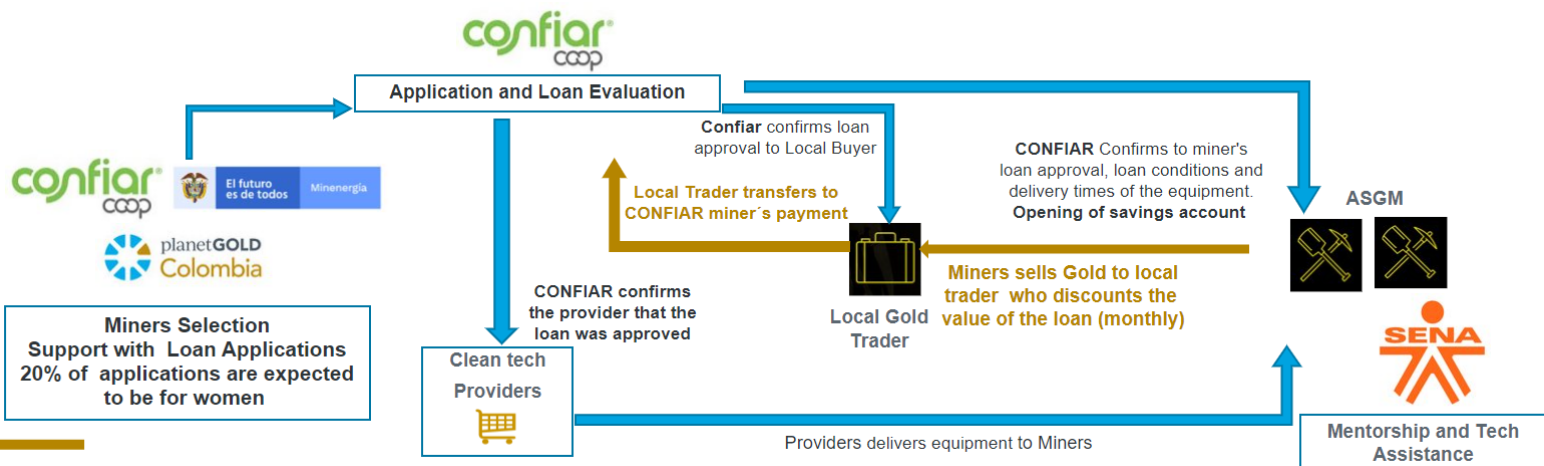 confiar®
coop
Application and Loan Evaluation
confiar®
coop
El futuro
es de todos
Minenergía
planetGOLD
Colombia
Miners Selection
Support with Loan Applications
20% of applications are expected
to be for women
Confiar confirms loan
approval to Local Buyer
Local Trader transfers to
CONFIAR miner´s payment
CONFIAR confirms
the provider that the
loan was approved
Clean tech
Providers
Local Gold
Trader
CONFIAR Confirms to miner's
loan approval, loan conditions and
delivery times of the equipment.
Opening of savings account
Miners sells Gold to local
trader who discounts the
value of the loan (monthly)
ASGM
SENA
Providers delivers equipment to Miners
Mentorship and Tech
Assistance